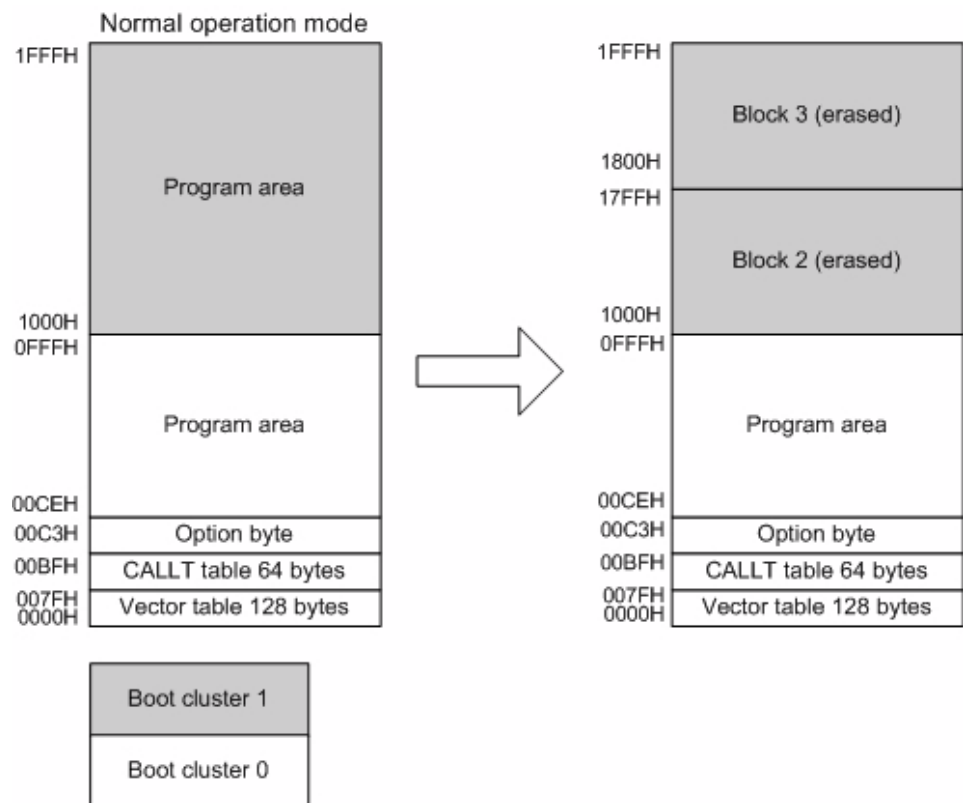 Normal operation mode
1FFFH
Program area
1000H
0FFFH
Program area
00CEH
00C3H
Option byte
00BFH
CALLT table 64 bytes
007FH
0000H
Vector table 128 bytes
1FFFH
Block 3 (erased)
1800H
17FFH
Block 2 (erased)
1000H
0FFFH
Program area
00CEH
00C3H
Option byte
00BFH
CALLT table 64 bytes
007FH
0000H
Vector table 128 bytes
Boot cluster 1
Boot cluster 0